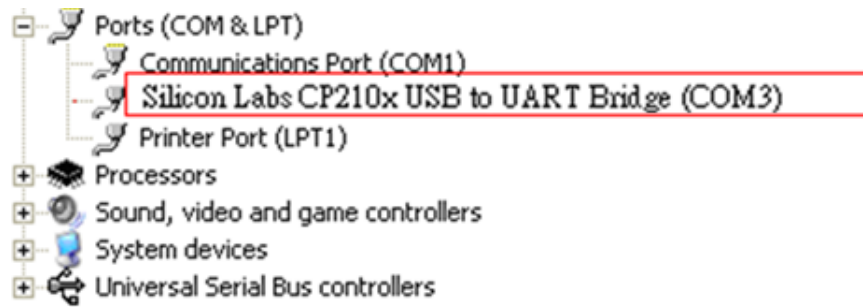 Ports (COM & LPT)
Communications Port (COM1)
Silicon Labs CP210x USB to UART Bridge (COM3)
Printer Port (LPT1)
Processors
Sound, video and game controllers
System devices
Universal Serial Bus controllers